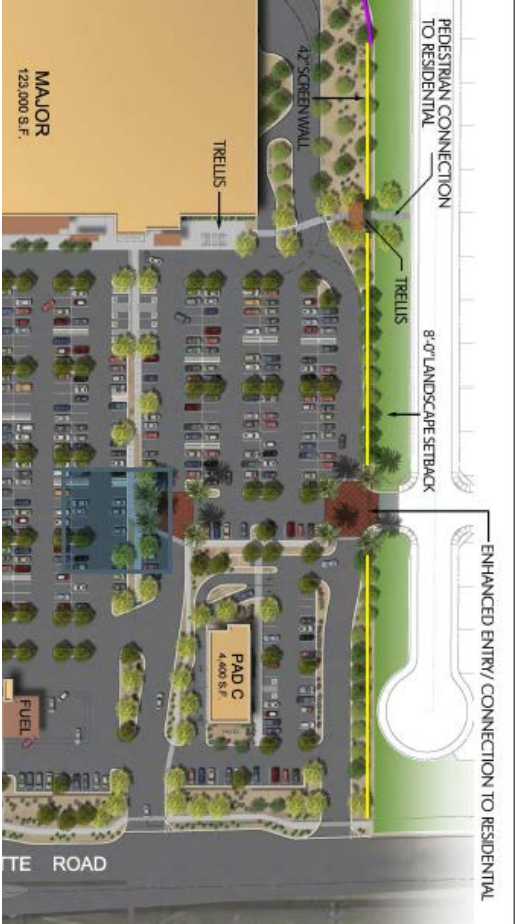 PEDESTRIAN CONNECTION
TO RESIDENTIAL
42" SCREEN WALL
MAJOR
123,000 S.F.
TRELLIS
TRELLIS
8'-0" LANDSCAPE SETBACK
ENHANCED ENTRY/ CONNECTION TO RESIDENTIAL
PAD C
4,400 S.F.
FUEL
TTE ROAD